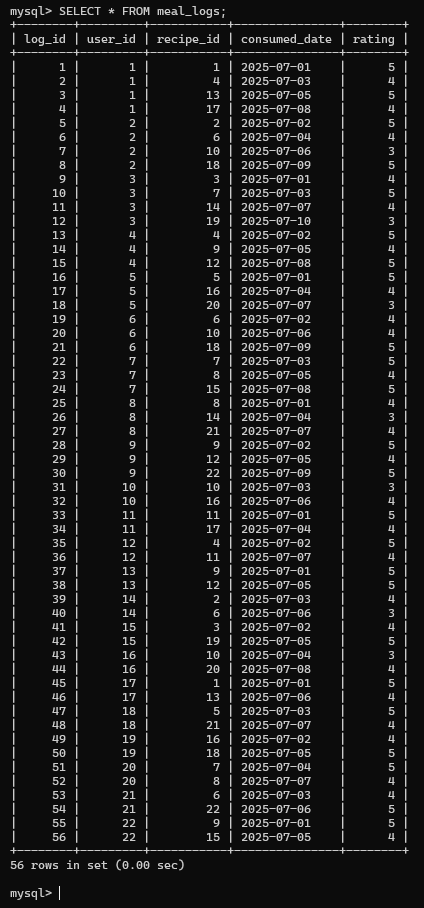 mysql> SELECT * FROM meal_logs;
+--------+---------+-----------+---------------+--------+
| log_id | user_id | recipe_id | consumed_date | rating |
+--------+---------+-----------+---------------+--------+
|      1 |       1 |         1 | 2025-07-01    |      5 |
|      2 |       1 |         4 | 2025-07-03    |      4 |
|      3 |       1 |        13 | 2025-07-05    |      5 |
|      4 |       1 |        17 | 2025-07-08    |      4 |
|      5 |       2 |         2 | 2025-07-02    |      5 |
|      6 |       2 |         6 | 2025-07-04    |      4 |
|      7 |       2 |        10 | 2025-07-06    |      3 |
|      8 |       2 |        18 | 2025-07-09    |      5 |
|      9 |       3 |         3 | 2025-07-01    |      4 |
|     10 |       3 |         7 | 2025-07-03    |      5 |
|     11 |       3 |        14 | 2025-07-07    |      4 |
|     12 |       3 |        19 | 2025-07-10    |      3 |
|     13 |       4 |         4 | 2025-07-02    |      5 |
|     14 |       4 |         9 | 2025-07-05    |      4 |
|     15 |       4 |        12 | 2025-07-08    |      5 |
|     16 |       5 |         5 | 2025-07-01    |      5 |
|     17 |       5 |        16 | 2025-07-04    |      4 |
|     18 |       5 |        20 | 2025-07-07    |      3 |
|     19 |       6 |         6 | 2025-07-02    |      4 |
|     20 |       6 |        10 | 2025-07-06    |      4 |
|     21 |       6 |        18 | 2025-07-09    |      5 |
|     22 |       7 |         7 | 2025-07-03    |      5 |
|     23 |       7 |         8 | 2025-07-05    |      4 |
|     24 |       7 |        15 | 2025-07-08    |      5 |
|     25 |       8 |         8 | 2025-07-01    |      4 |
|     26 |       8 |        14 | 2025-07-04    |      3 |
|     27 |       8 |        21 | 2025-07-07    |      4 |
|     28 |       9 |         9 | 2025-07-02    |      5 |
|     29 |       9 |        12 | 2025-07-05    |      4 |
|     30 |       9 |        22 | 2025-07-09    |      5 |
|     31 |      10 |        10 | 2025-07-03    |      3 |
|     32 |      10 |        16 | 2025-07-06    |      4 |
|     33 |      11 |        11 | 2025-07-01    |      5 |
|     34 |      11 |        17 | 2025-07-04    |      4 |
|     35 |      12 |         4 | 2025-07-02    |      5 |
|     36 |      12 |        11 | 2025-07-07    |      4 |
|     37 |      13 |         9 | 2025-07-01    |      5 |
|     38 |      13 |        12 | 2025-07-05    |      5 |
|     39 |      14 |         2 | 2025-07-03    |      4 |
|     40 |      14 |         6 | 2025-07-06    |      3 |
|     41 |      15 |         3 | 2025-07-02    |      4 |
|     42 |      15 |        19 | 2025-07-05    |      5 |
|     43 |      16 |        10 | 2025-07-04    |      3 |
|     44 |      16 |        20 | 2025-07-08    |      4 |
|     45 |      17 |         1 | 2025-07-01    |      5 |
|     46 |      17 |        13 | 2025-07-06    |      4 |
|     47 |      18 |         5 | 2025-07-03    |      5 |
|     48 |      18 |        21 | 2025-07-07    |      4 |
|     49 |      19 |        16 | 2025-07-02    |      4 |
|     50 |      19 |        18 | 2025-07-05    |      5 |
|     51 |      20 |         7 | 2025-07-04    |      5 |
|     52 |      20 |         8 | 2025-07-07    |      4 |
|     53 |      21 |         6 | 2025-07-03    |      4 |
|     54 |      21 |        22 | 2025-07-06    |      5 |
|     55 |      22 |         9 | 2025-07-01    |      5 |
|     56 |      22 |        15 | 2025-07-05    |      4 |
+--------+---------+-----------+---------------+--------+
56 rows in set (0.00 sec)
mysql>